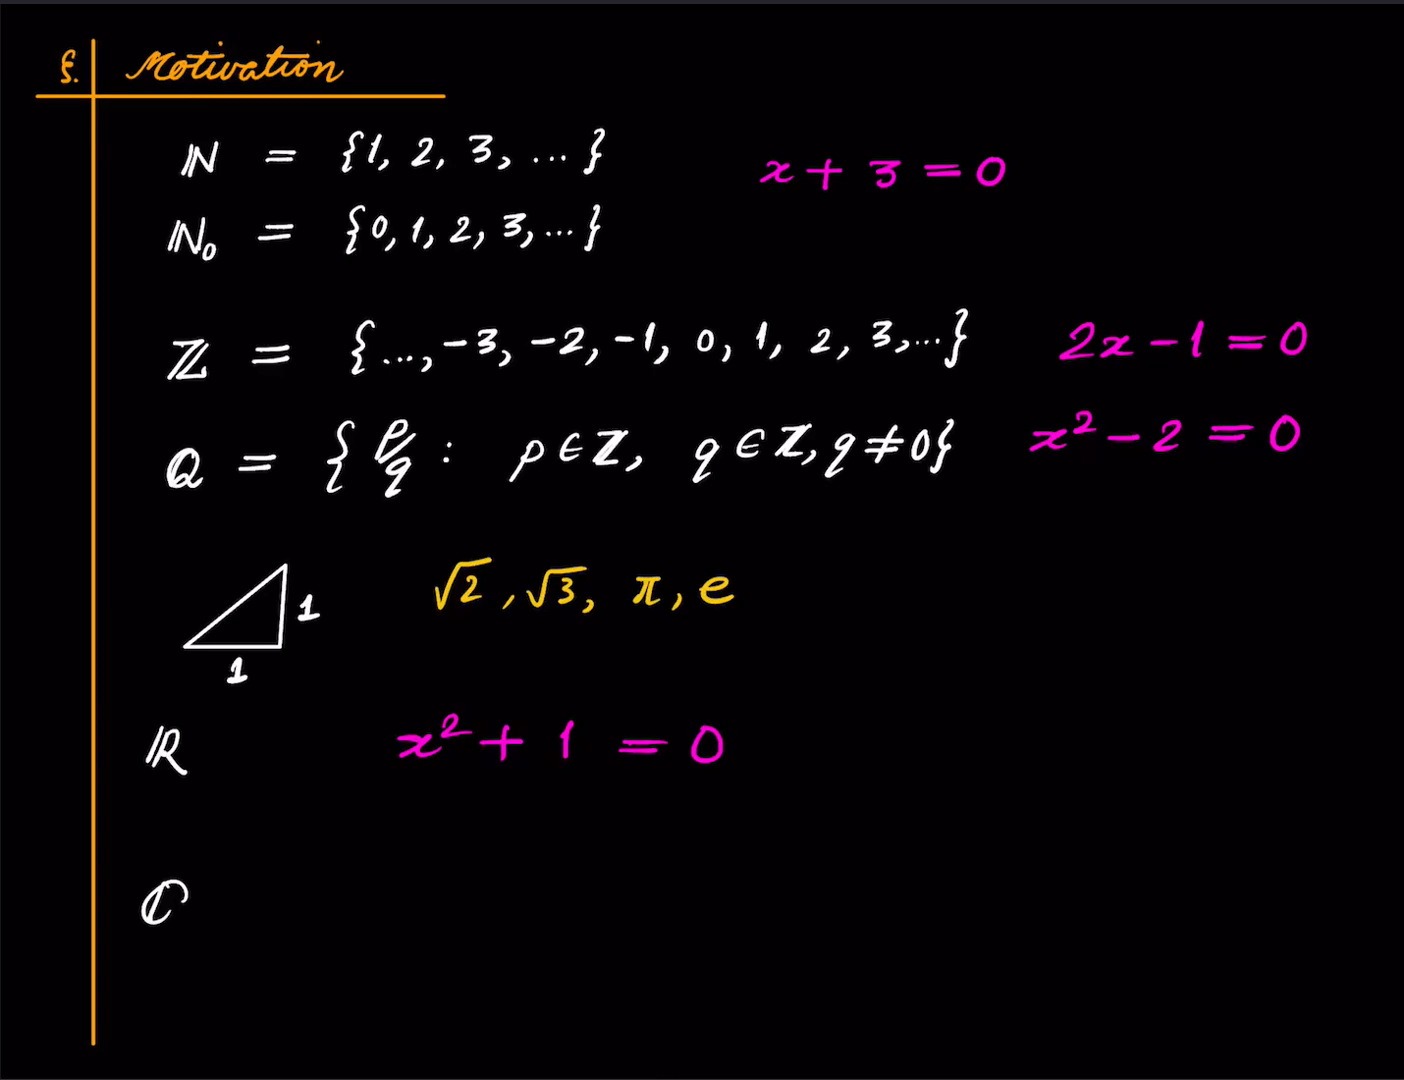 §. Motivation
ℕ = {1, 2, 3, ... }
x + 3 = 0
ℕ₀ = {0, 1, 2, 3, ... }
ℤ = {..., -3, -2, -1, 0, 1, 2, 3, ... }
2x - 1 = 0
Q = { p/q : p ∈ ℤ, q ∈ ℤ, q ≠ 0}
x² - 2 = 0
√2, √3, π, e
1
1
ℝ
x² + 1 = 0
ℂ